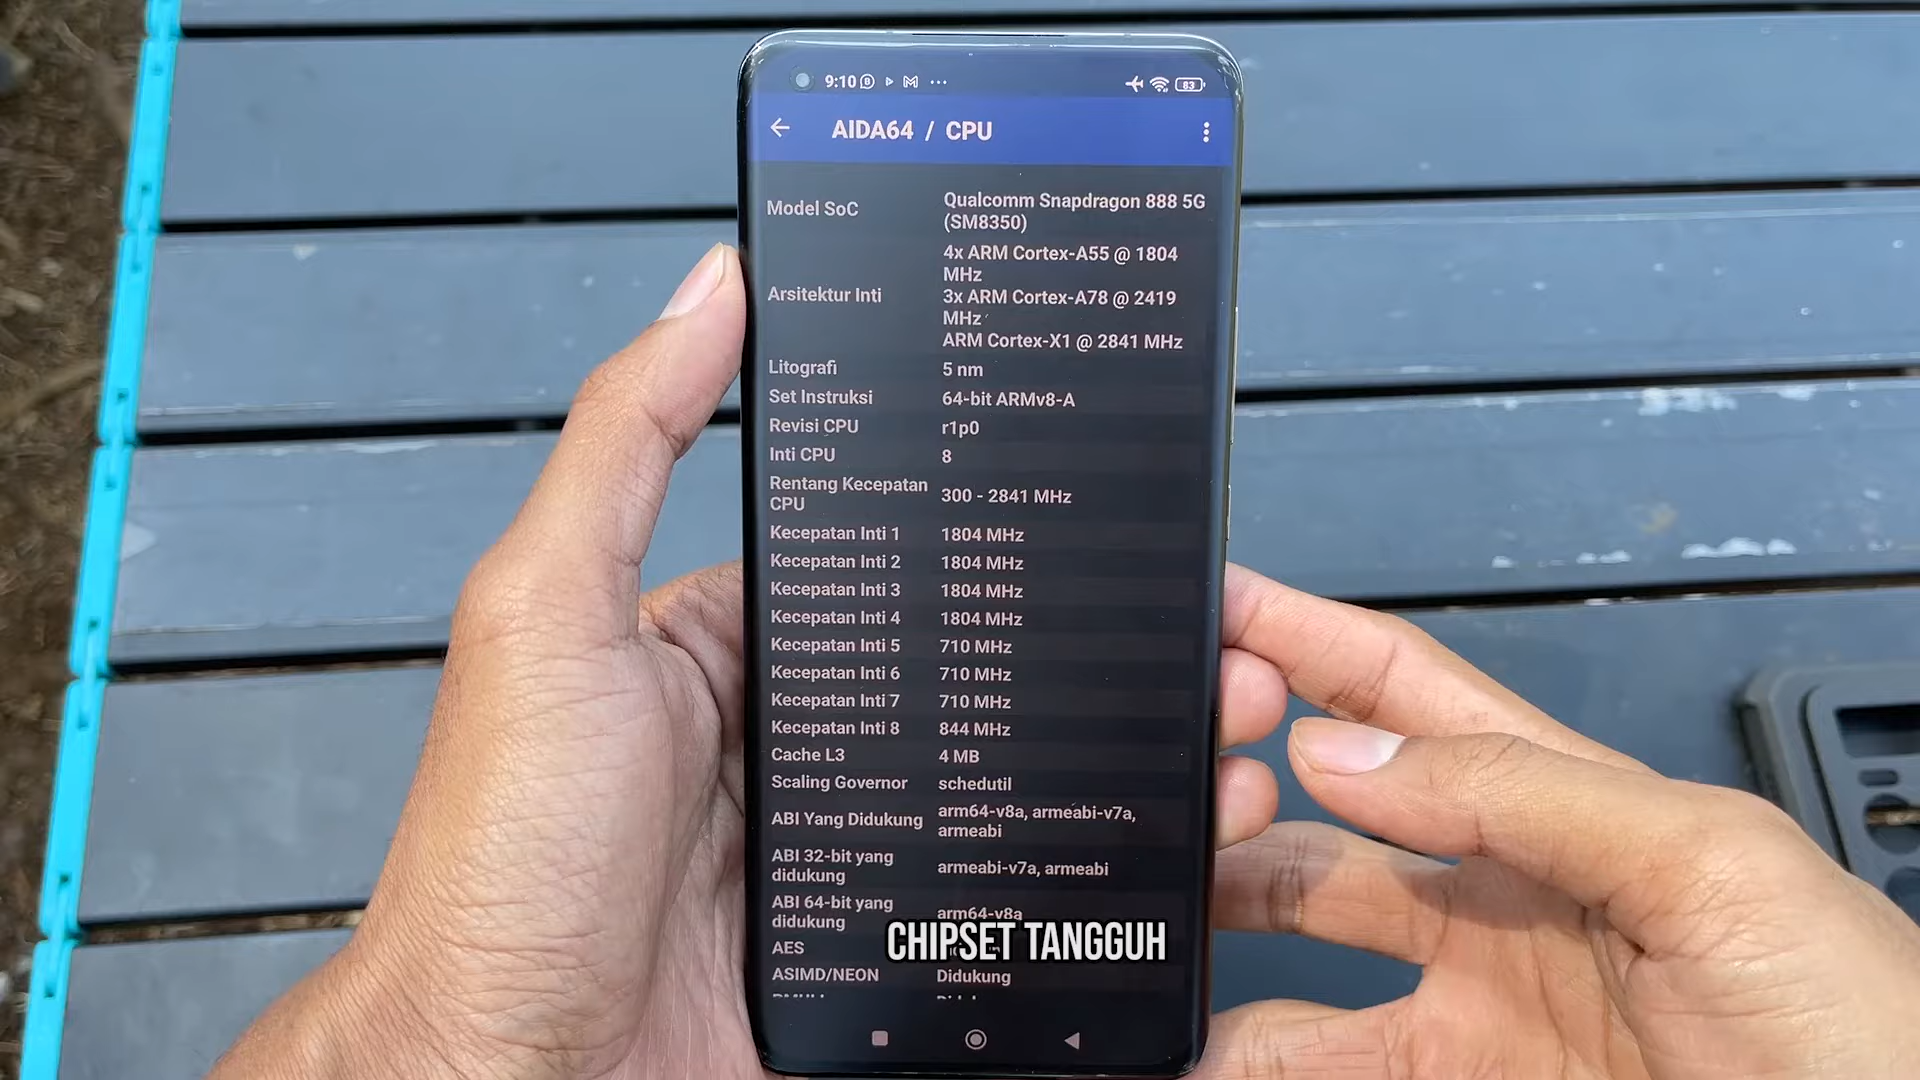 9:10
83
AIDA64 / CPU
Model SoC
Qualcomm Snapdragon 888 5G
(SM8350)
Arsitektur Inti
4x ARM Cortex-A55 @ 1804
MHz
3x ARM Cortex-A78 @ 2419
MHz
ARM Cortex-X1 @ 2841 MHz
Litografi 5 nm
Set Instruksi 64-bit ARMv8-A
Revisi CPU r1p0
Inti CPU 8
Rentang Kecepatan
CPU
300 - 2841 MHz
Kecepatan Inti 1 1804 MHz
Kecepatan Inti 2 1804 MHz
Kecepatan Inti 3 1804 MHz
Kecepatan Inti 4 1804 MHz
Kecepatan Inti 5 710 MHz
Kecepatan Inti 6 710 MHz
Kecepatan Inti 7 710 MHz
Kecepatan Inti 8 844 MHz
Cache L3 4 MB
Scaling Governor schedutil
ABI Yang Didukung
arm64-v8a, armeabi-v7a,
armeabi
ABI 32-bit yang
didukung
armeabi-v7a, armeabi
ABI 64-bit yang
didukung
arm64-v8a
CHIPSET TANGGUH
AES
ASIMD/NEON Didukung